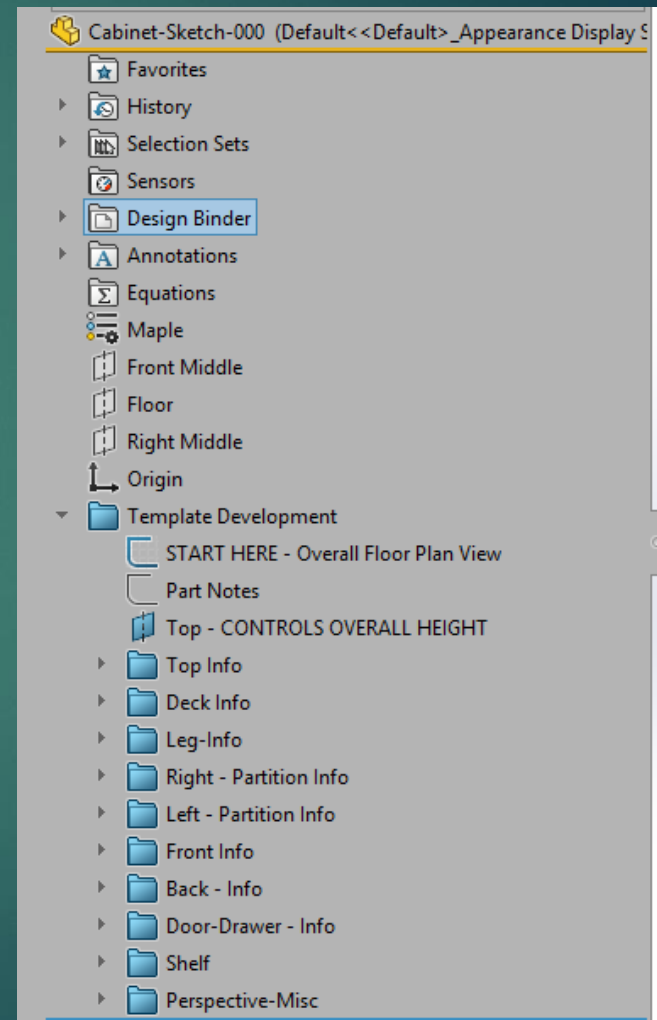 Cabinet-Sketch-000 (Default<<Default>_Appearance Display S
Favorites
History
Selection Sets
Sensors
Design Binder
Annotations
Equations
Maple
Front Middle
Floor
Right Middle
Origin
Template Development
START HERE - Overall Floor Plan View
Part Notes
Top - CONTROLS OVERALL HEIGHT
Top Info
Deck Info
Leg-Info
Right - Partition Info
Left - Partition Info
Front Info
Back - Info
Door-Drawer - Info
Shelf
Perspective-Misc